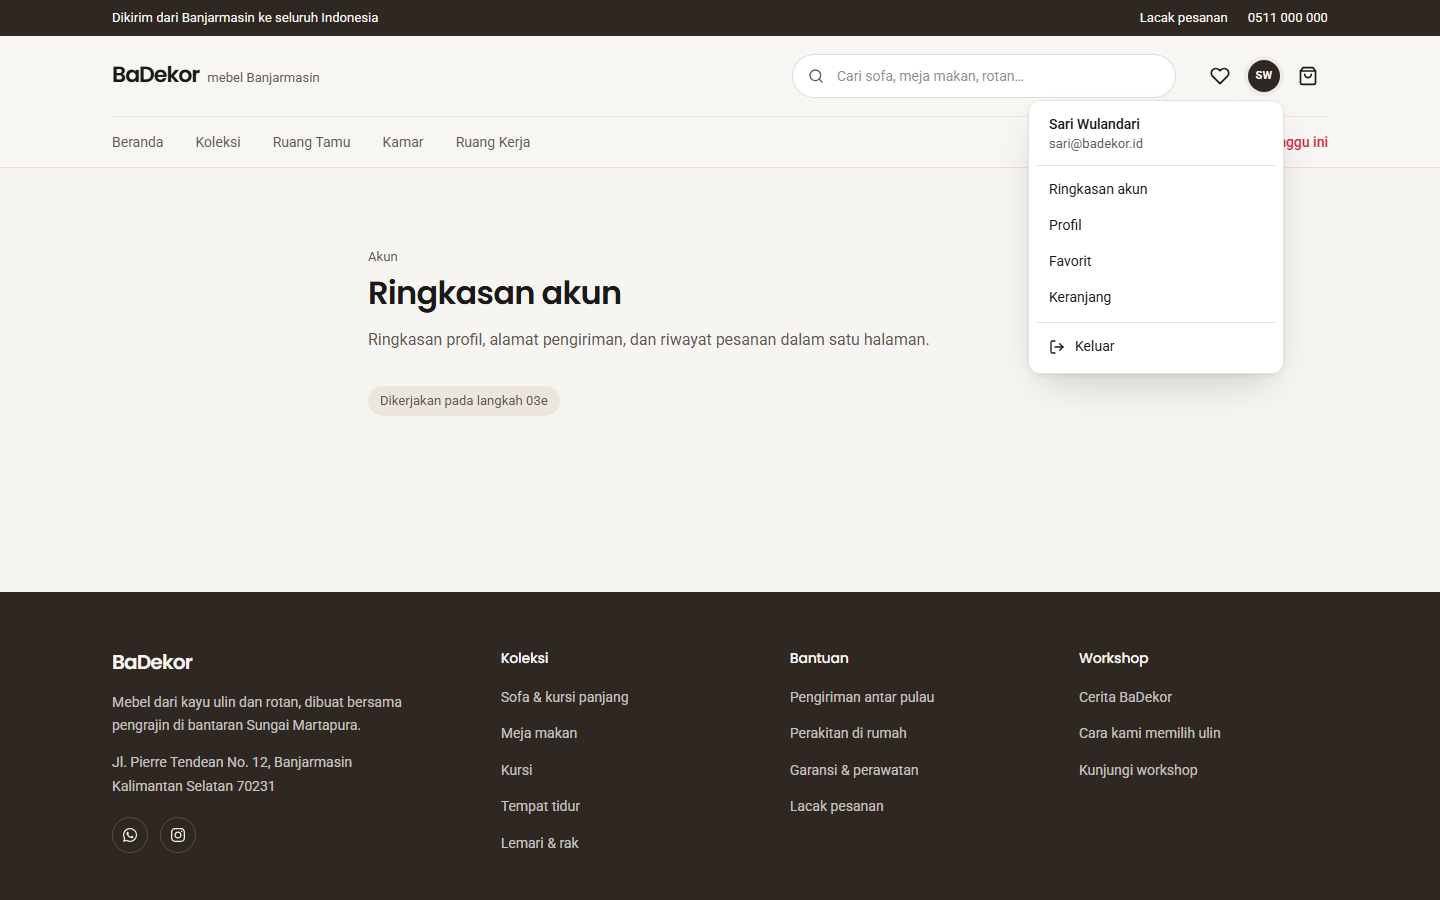 Dikirim dari Banjarmasin ke seluruh Indonesia
Lacak pesanan
0511 000 000
BaDekor
mebel Banjarmasin
Cari sofa, meja makan, rotan...
SW
Beranda
Koleksi
Ruang Tamu
Kamar
Ruang Kerja
ini
Sari Wulandari
sari@badekor.id
Ringkasan akun
Profil
Favorit
Keranjang
Keluar
Akun
Ringkasan akun
Ringkasan profil, alamat pengiriman, dan riwayat pesanan dalam satu halaman.
Dikerjakan pada langkah 03e
BaDekor
Mebel dari kayu ulin dan rotan, dibuat bersama
pengrajin di bantaran Sungai Martapura.
Jl. Pierre Tendean No. 12, Banjarmasin
Kalimantan Selatan 70231
Koleksi
Sofa & kursi panjang
Meja makan
Kursi
Tempat tidur
Lemari & rak
Bantuan
Pengiriman antar pulau
Perakitan di rumah
Garansi & perawatan
Lacak pesanan
Workshop
Cerita BaDekor
Cara kami memilih ulin
Kunjungi workshop